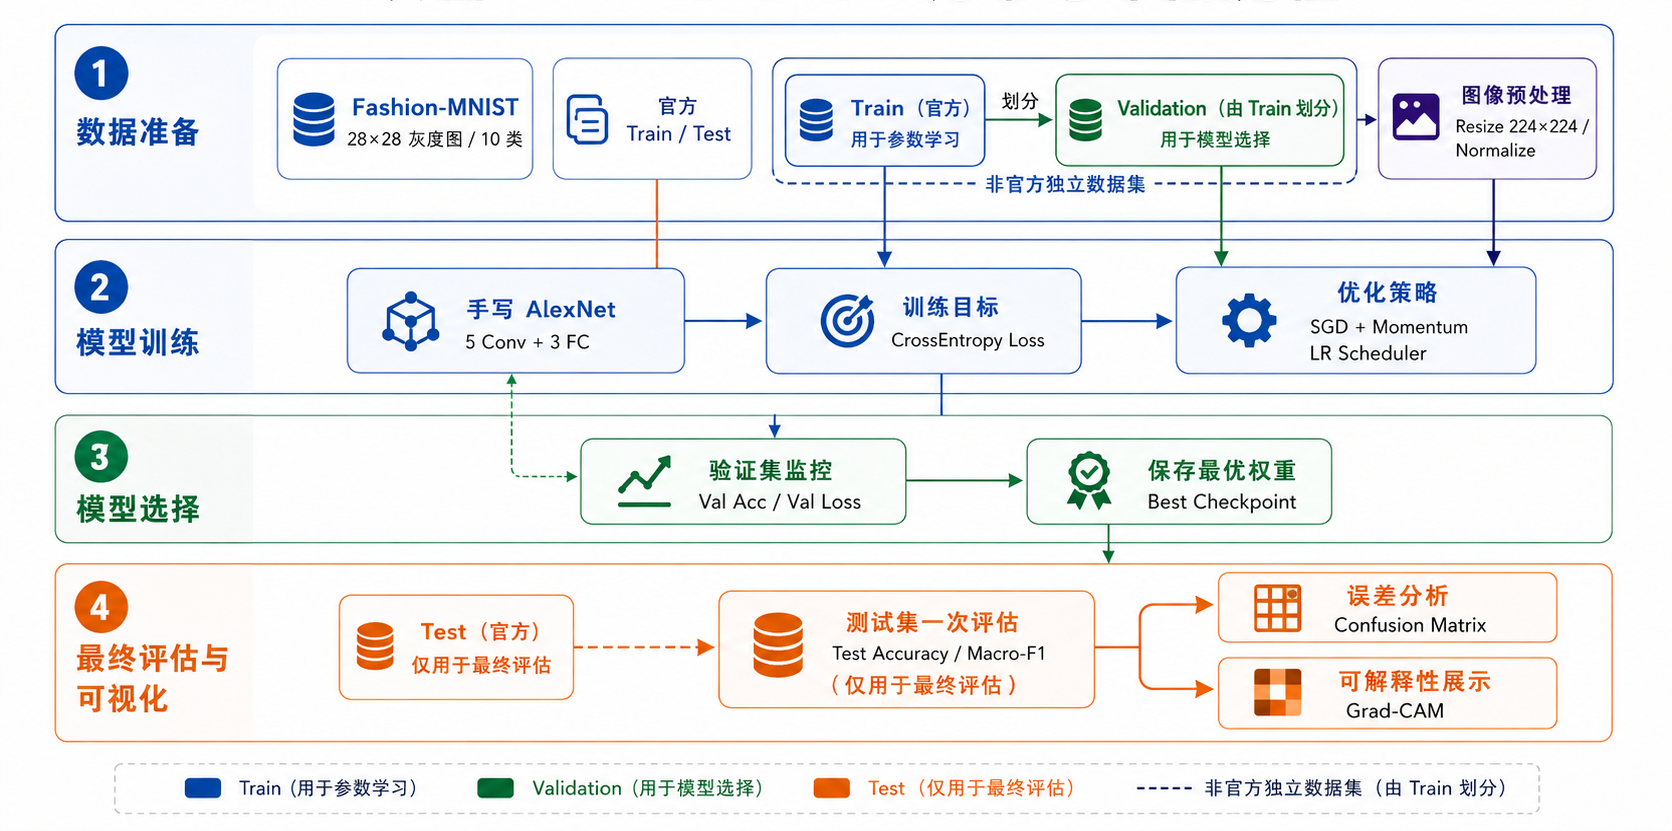 1
数据准备
Fashion-MNIST
28×28 灰度图 / 10 类
官方
Train / Test
Train（官方）
用于参数学习
划分
Validation（由 Train 划分）
用于模型选择
非官方独立数据集
图像预处理
Resize 224×224 /
Normalize
2
模型训练
手写 AlexNet
5 Conv + 3 FC
训练目标
CrossEntropy Loss
优化策略
SGD + Momentum
LR Scheduler
3
模型选择
验证集监控
Val Acc / Val Loss
保存最优权重
Best Checkpoint
4
最终评估与
可视化
Test（官方）
仅用于最终评估
测试集一次评估
Test Accuracy / Macro-F1
（仅用于最终评估）
误差分析
Confusion Matrix
可解释性展示
Grad-CAM
Train（用于参数学习）
Validation（用于模型选择）
Test（仅用于最终评估）
非官方独立数据集（由 Train 划分）